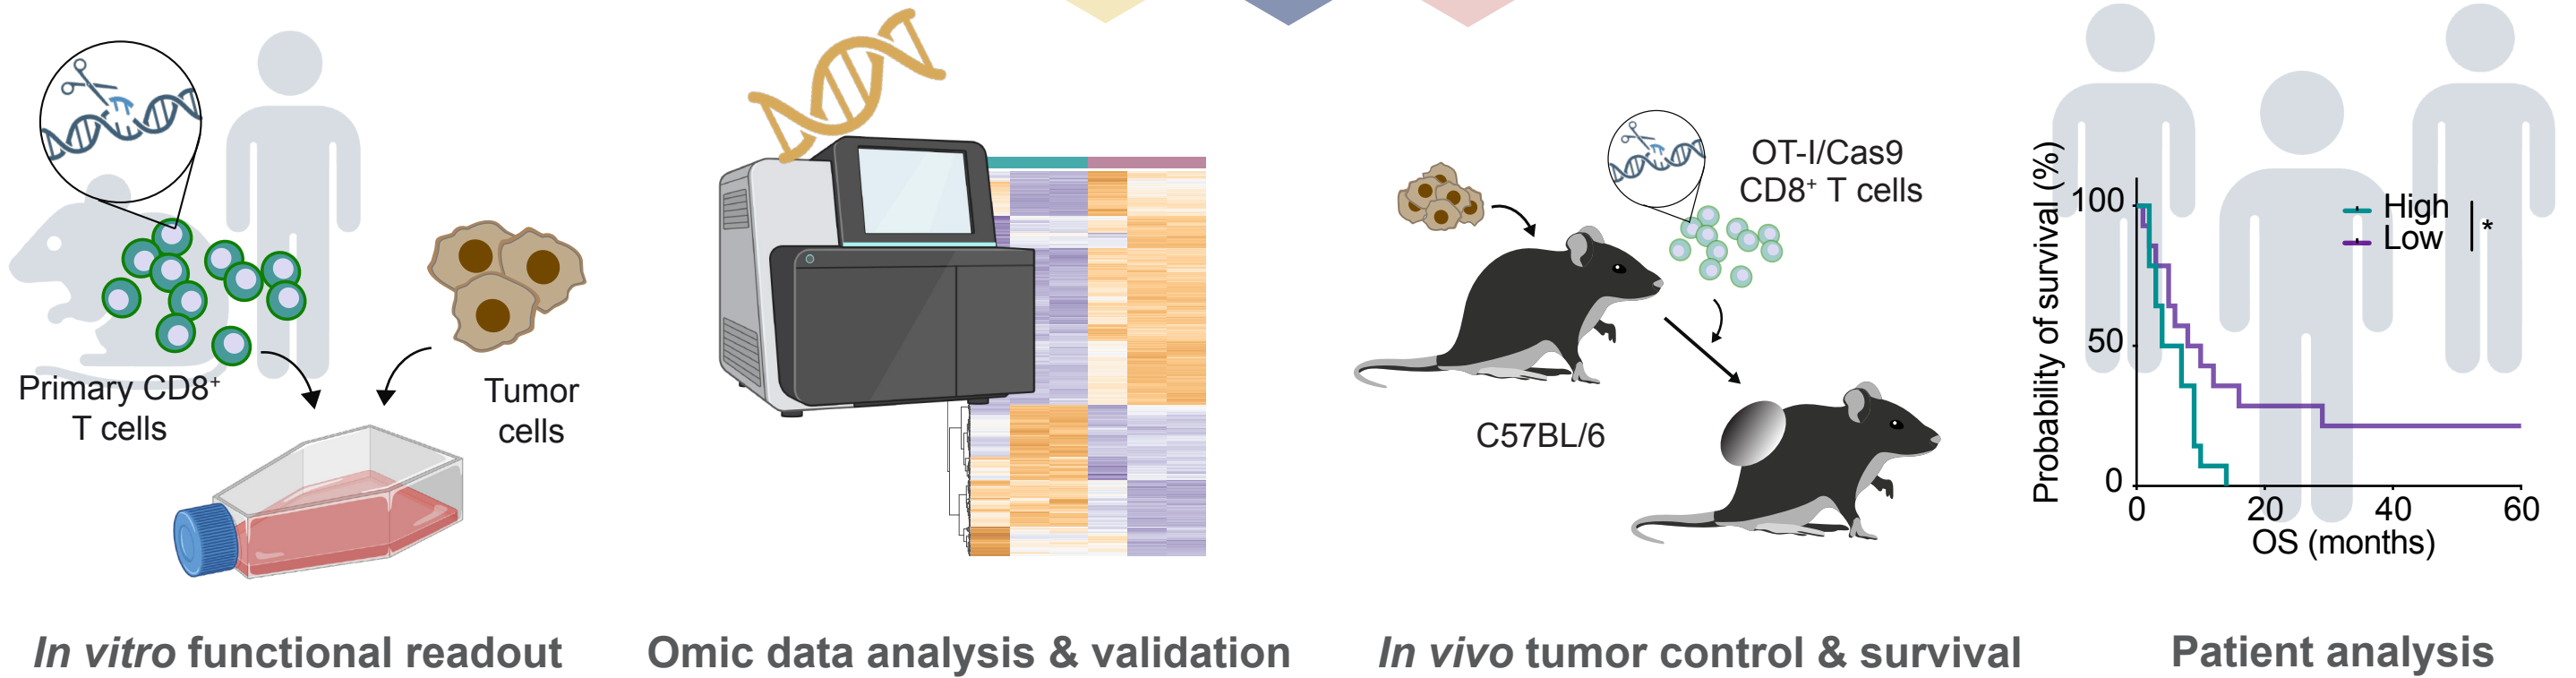 Primary CD8⁺
T cells
Tumor
cells
In vitro functional readout
Omic data analysis & validation
OT-I/Cas9
CD8⁺ T cells
C57BL/6
In vivo tumor control & survival
Probability of survival (%)
100
50
0
High
Low
*
0 20 40 60
OS (months)
Patient analysis